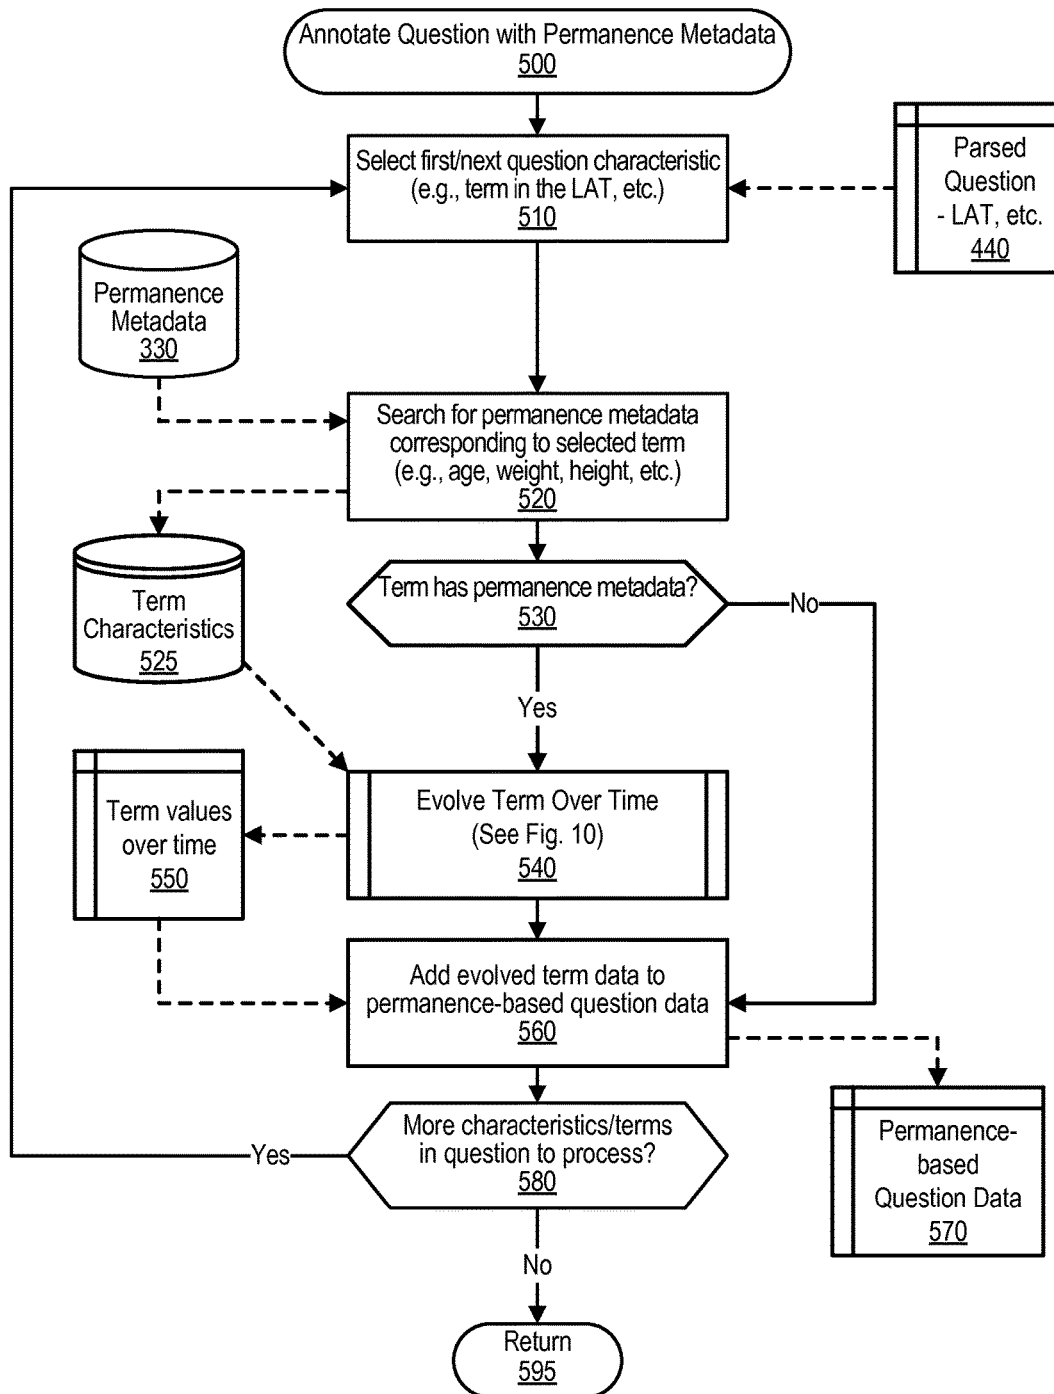 Annotate Question with Permanence Metadata
500
Select first/next question characteristic
(e.g., term in the LAT, etc.)
510
Parsed
Question
- LAT, etc.
440
Permanence
Metadata
330
Search for permanence metadata
corresponding to selected term
(e.g., age, weight, height, etc.)
520
Term
Characteristics
525
Term has permanence metadata?
530
No
Yes
Evolve Term Over Time
(See Fig. 10)
540
Term values
over time
550
Add evolved term data to
permanence-based question data
560
More characteristics/terms
in question to process?
580
Yes
Permanence-
based
Question Data
570
No
Return
595